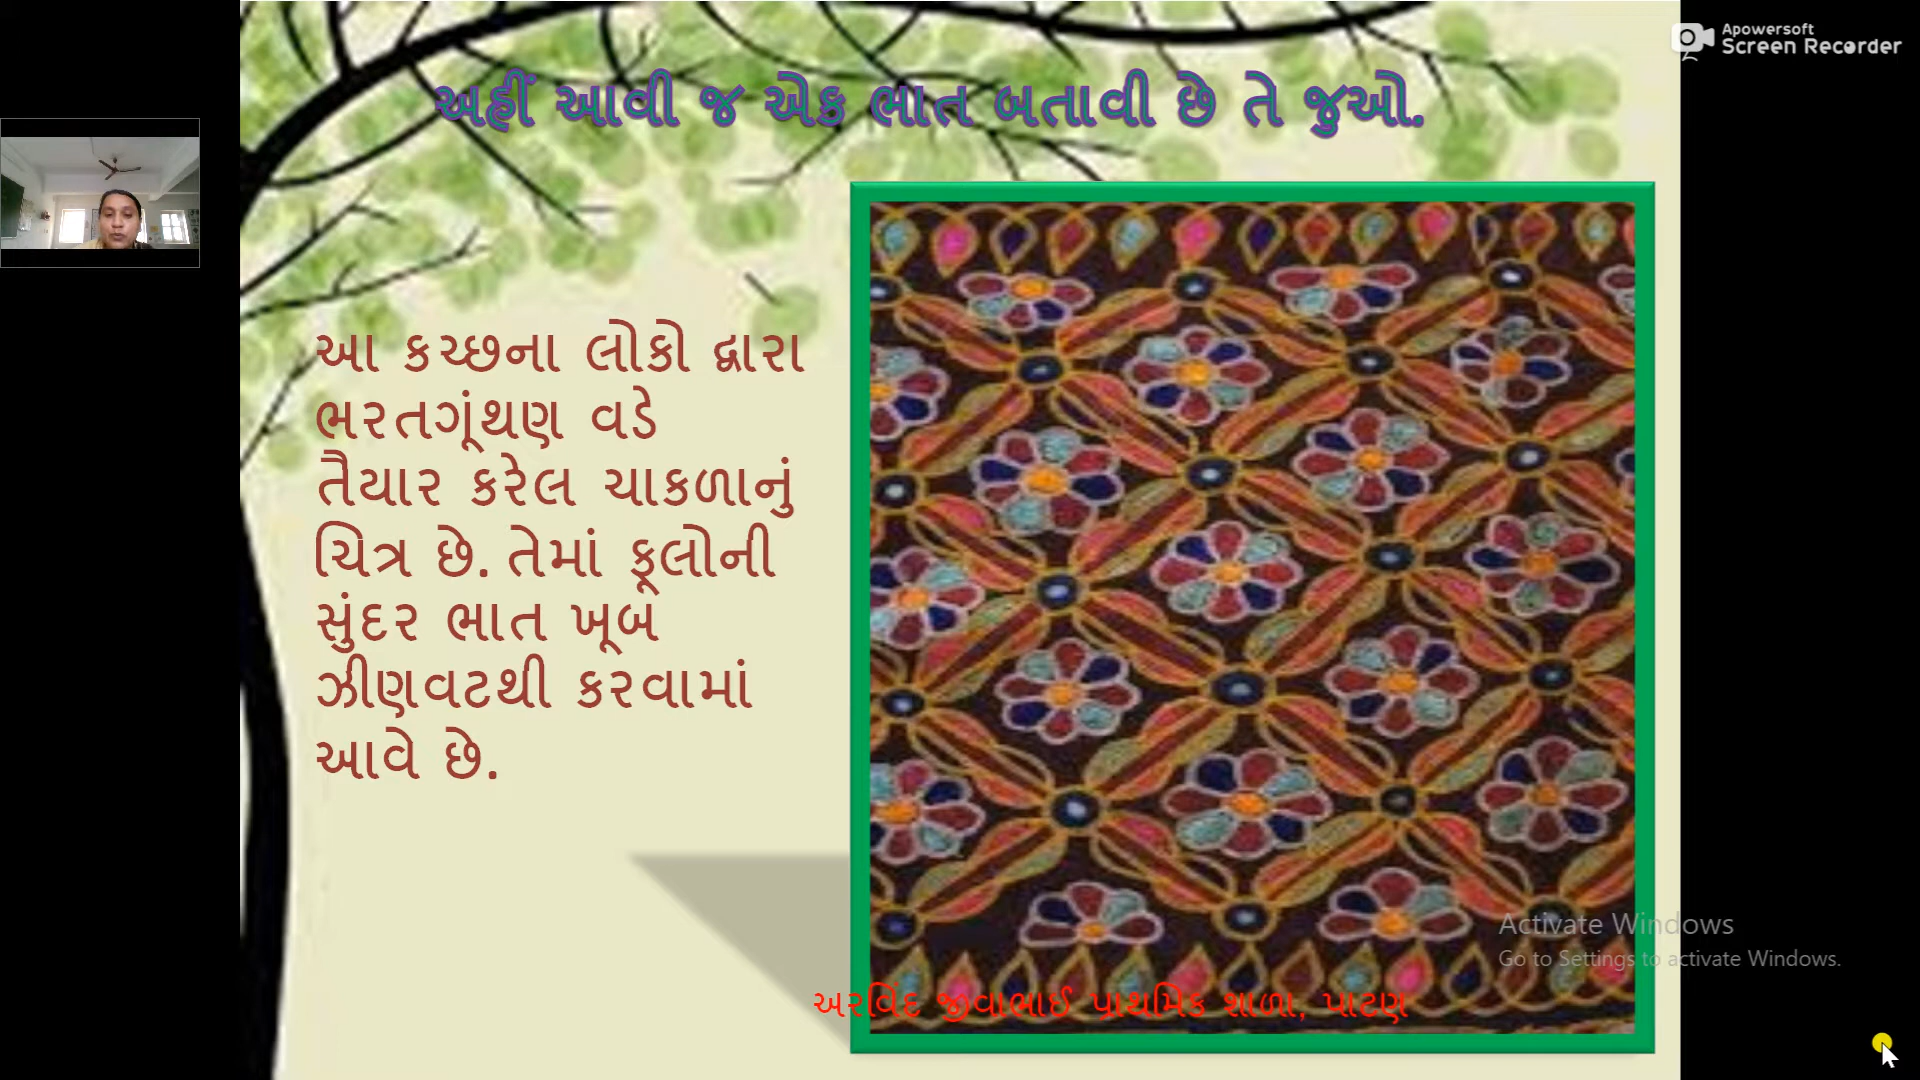 Apowersoft
Screen Recorder
અહીં આવી જ એક ભાત બતાવી છે તે જુઓ.
આ કચ્છના લોકો દ્વારા
ભરતગૂંથણ વડે
તૈયાર કરેલ ચાકળાનું
ચિત્ર છે. તેમાં ફૂલોની
સુંદર ભાત ખૂબ
ઝીણવટથી કરવામાં
આવે છે.
Activate Windows
Go to Settings to activate Windows.
અરવિંદ જીવાભાઈ પ્રાથમિક શાળા, પાટણ